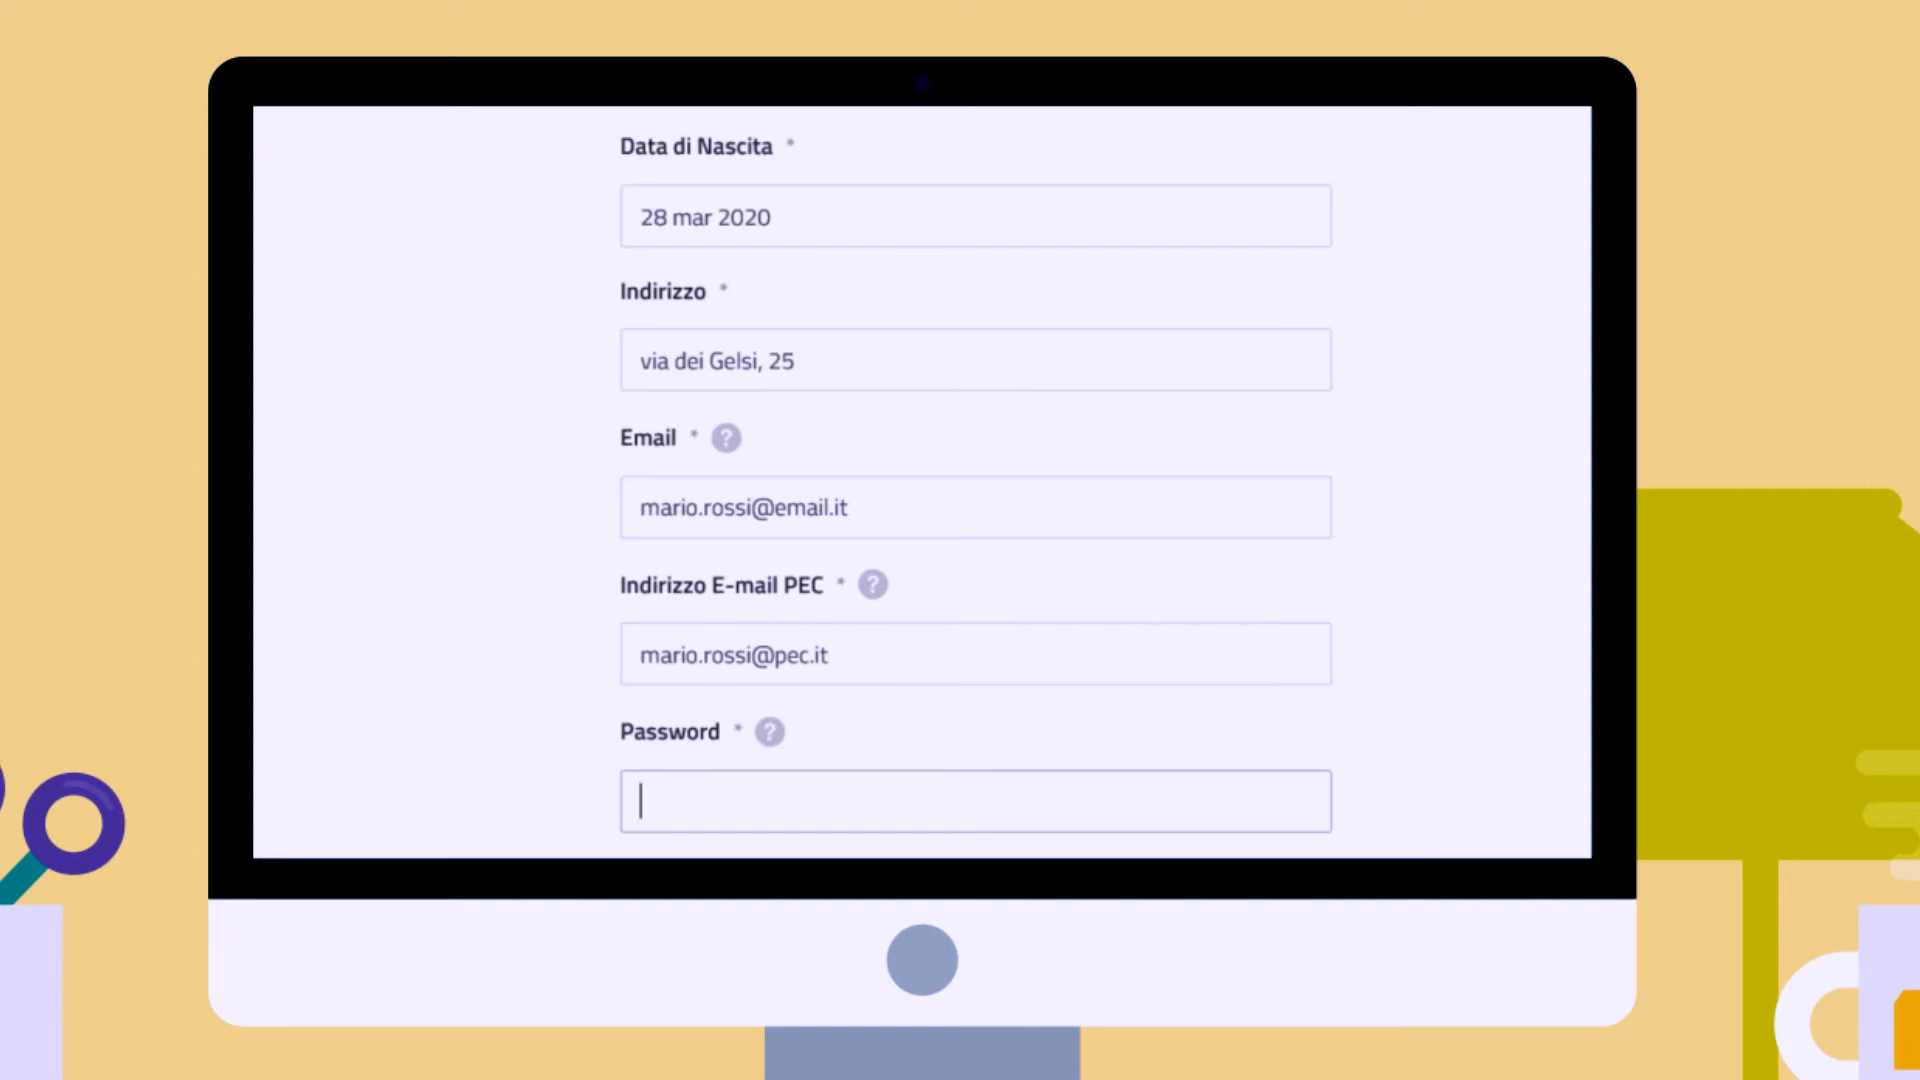 Data di Nascita *
28 mar 2020
Indirizzo *
via dei Gelsi, 25
Email * ?
mario.rossi@email.it
Indirizzo E-mail PEC * ?
mario.rossi@pec.it
Password * ?